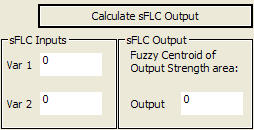 Calculate sFLC Output
sFLC Inputs
Var 1 0
Var 2 0
sFLC Output
Fuzzy Centroid of
Output Strength area:
Output 0